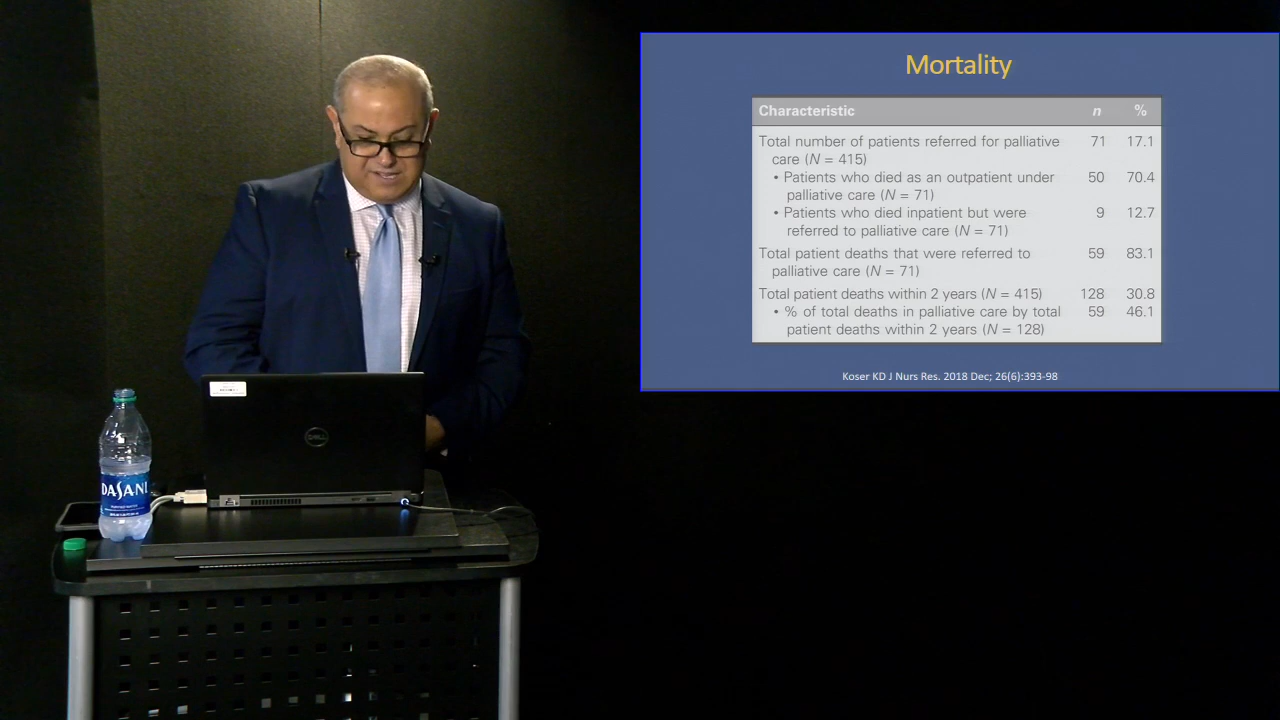 Mortality
Characteristic n %
Total number of patients referred for palliative 71 17.1
care (N = 415)
• Patients who died as an outpatient under 50 70.4
palliative care (N = 71)
• Patients who died inpatient but were 9 12.7
referred to palliative care (N = 71)
Total patient deaths that were referred to 59 83.1
palliative care (N = 71)
Total patient deaths within 2 years (N = 415) 128 30.8
• % of total deaths in palliative care by total 59 46.1
patient deaths within 2 years (N = 128)
Koser KD J Nurs Res. 2018 Dec; 26(6):393-98
DELL
DASANI